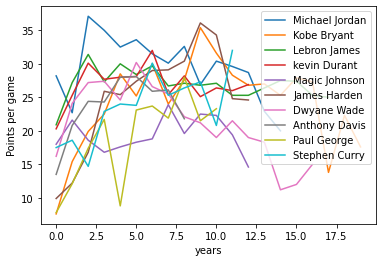 Points per game
35
30
25
20
15
10
0.0 2.5 5.0 7.5 10.0 12.5 15.0 17.5
years
Michael Jordan
Kobe Bryant
Lebron James
kevin Durant
Magic Johnson
James Harden
Dwyane Wade
Anthony Davis
Paul George
Stephen Curry